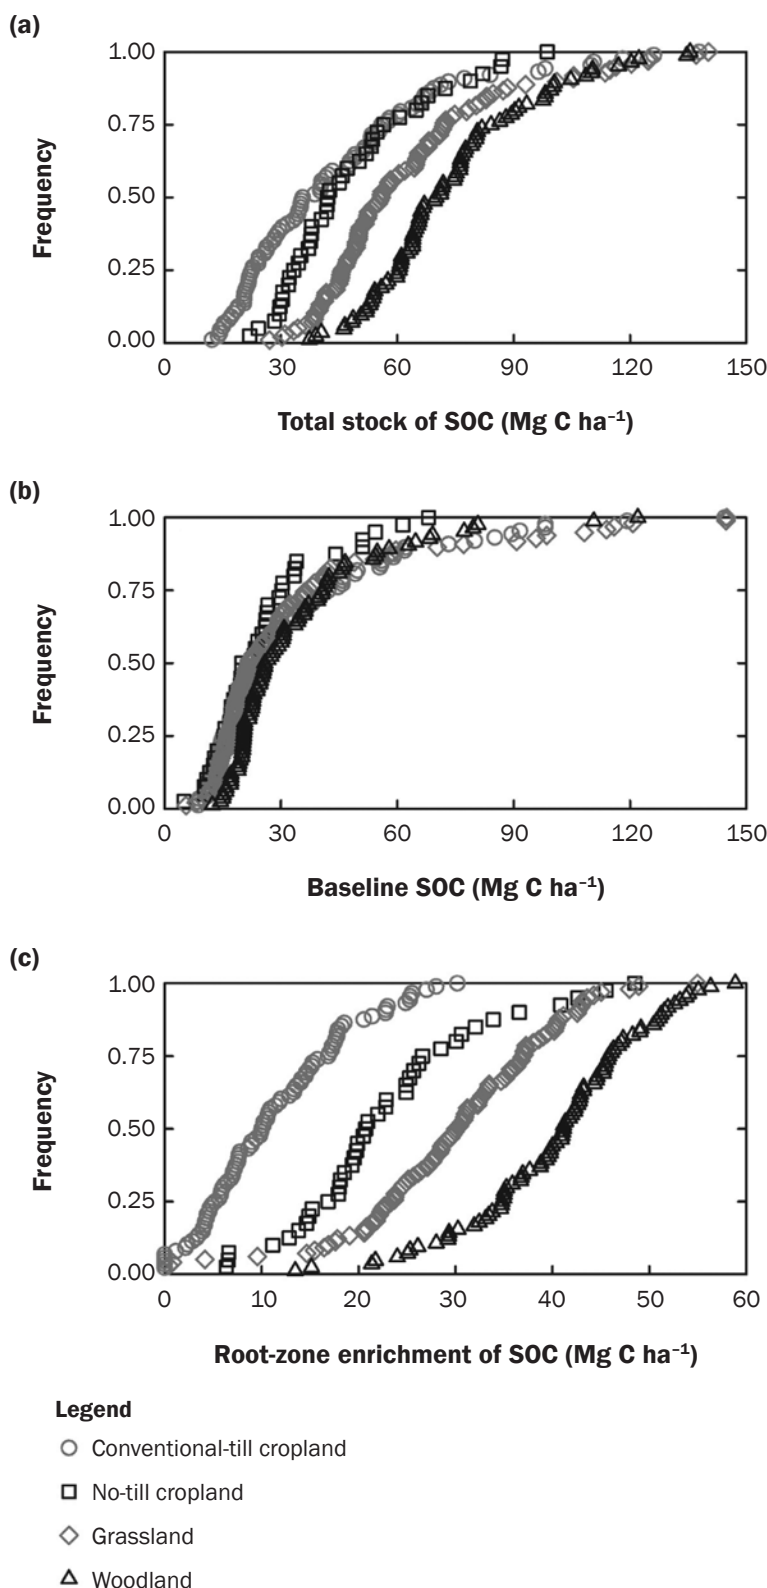 (a)
1.00
0.75
0.50
0.25
0.00
Frequency
0 30 60 90 120 150
Total stock of SOC (Mg C ha⁻¹)
(b)
1.00
0.75
0.50
0.25
0.00
Frequency
0 30 60 90 120 150
Baseline SOC (Mg C ha⁻¹)
(c)
1.00
0.75
0.50
0.25
0.00
Frequency
0 10 20 30 40 50 60
Root-zone enrichment of SOC (Mg C ha⁻¹)
Legend
Conventional-till cropland
No-till cropland
Grassland
Woodland